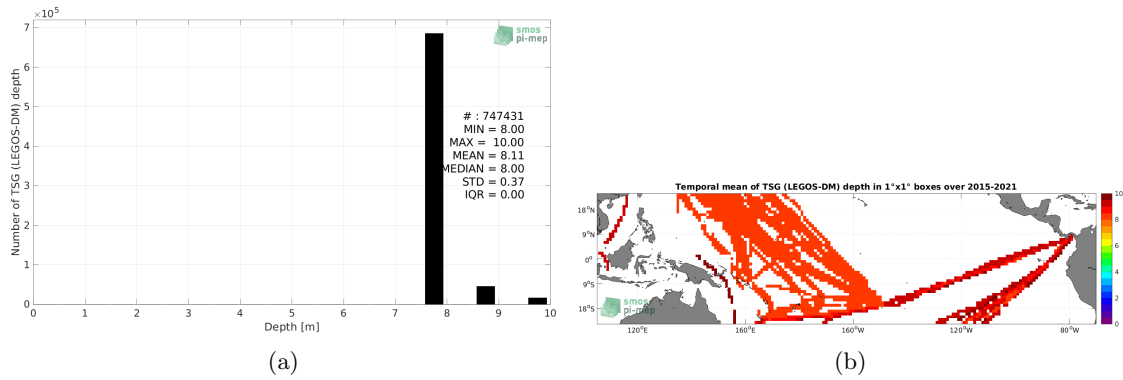 ×10⁵
7
6
5
4
3
2
1
0
Number of TSG (LEGOS-DM) depth
smos
pi-mep
# : 747431
MIN = 8.00
MAX = 10.00
MEAN = 8.11
MEDIAN = 8.00
STD = 0.37
IQR = 0.00
0 1 2 3 4 5 6 7 8 9 10
Depth [m]
(a)
Temporal mean of TSG (LEGOS-DM) depth in 1°x1° boxes over 2015-2021
18°N
9°N
0°
9°S
18°S
smos
pi-mep
120°E 160°E 160°W 120°W 80°W
10
8
6
4
2
0
(b)